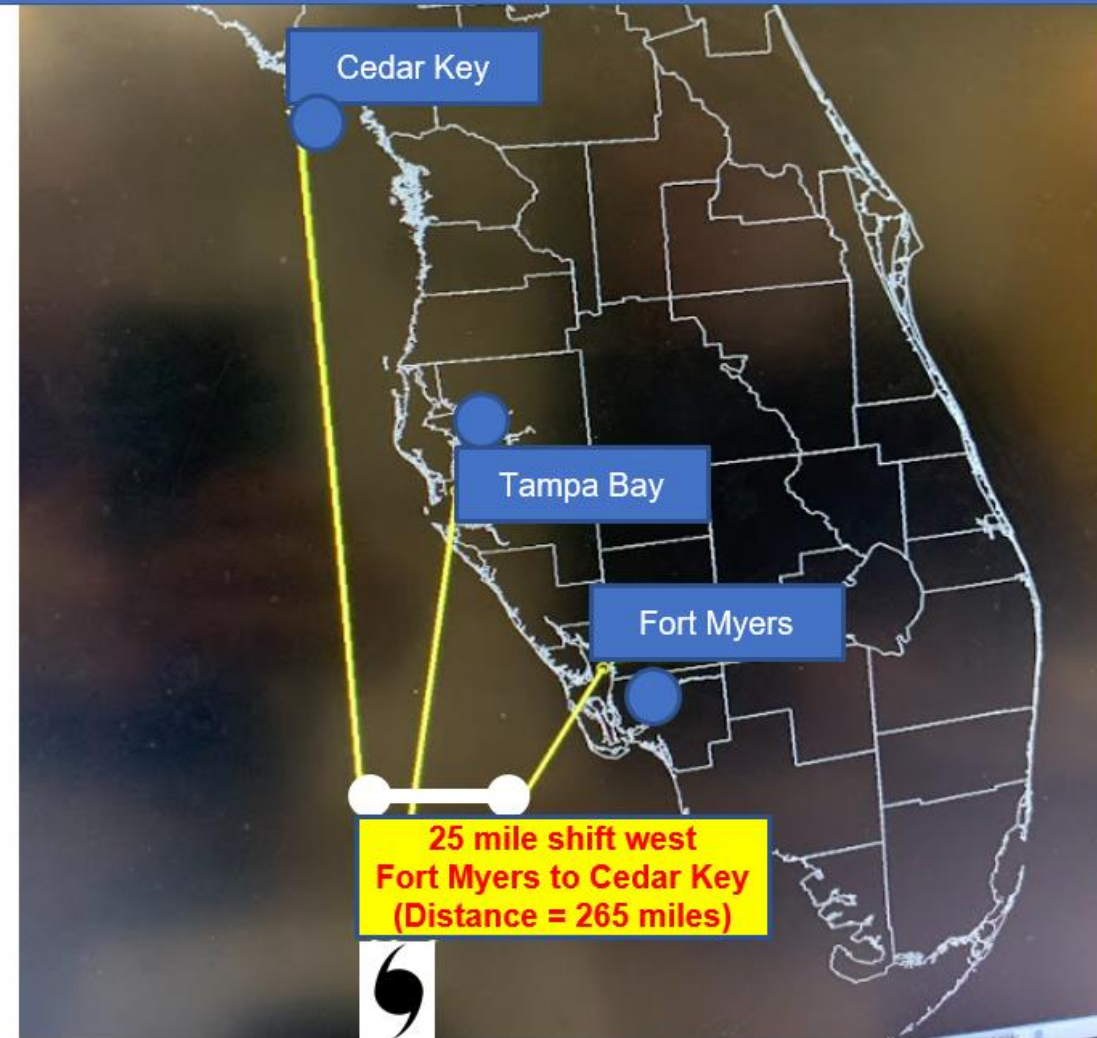 Cedar Key
Tampa Bay
Fort Myers
25 mile shift west
Fort Myers to Cedar Key
(Distance = 265 miles)